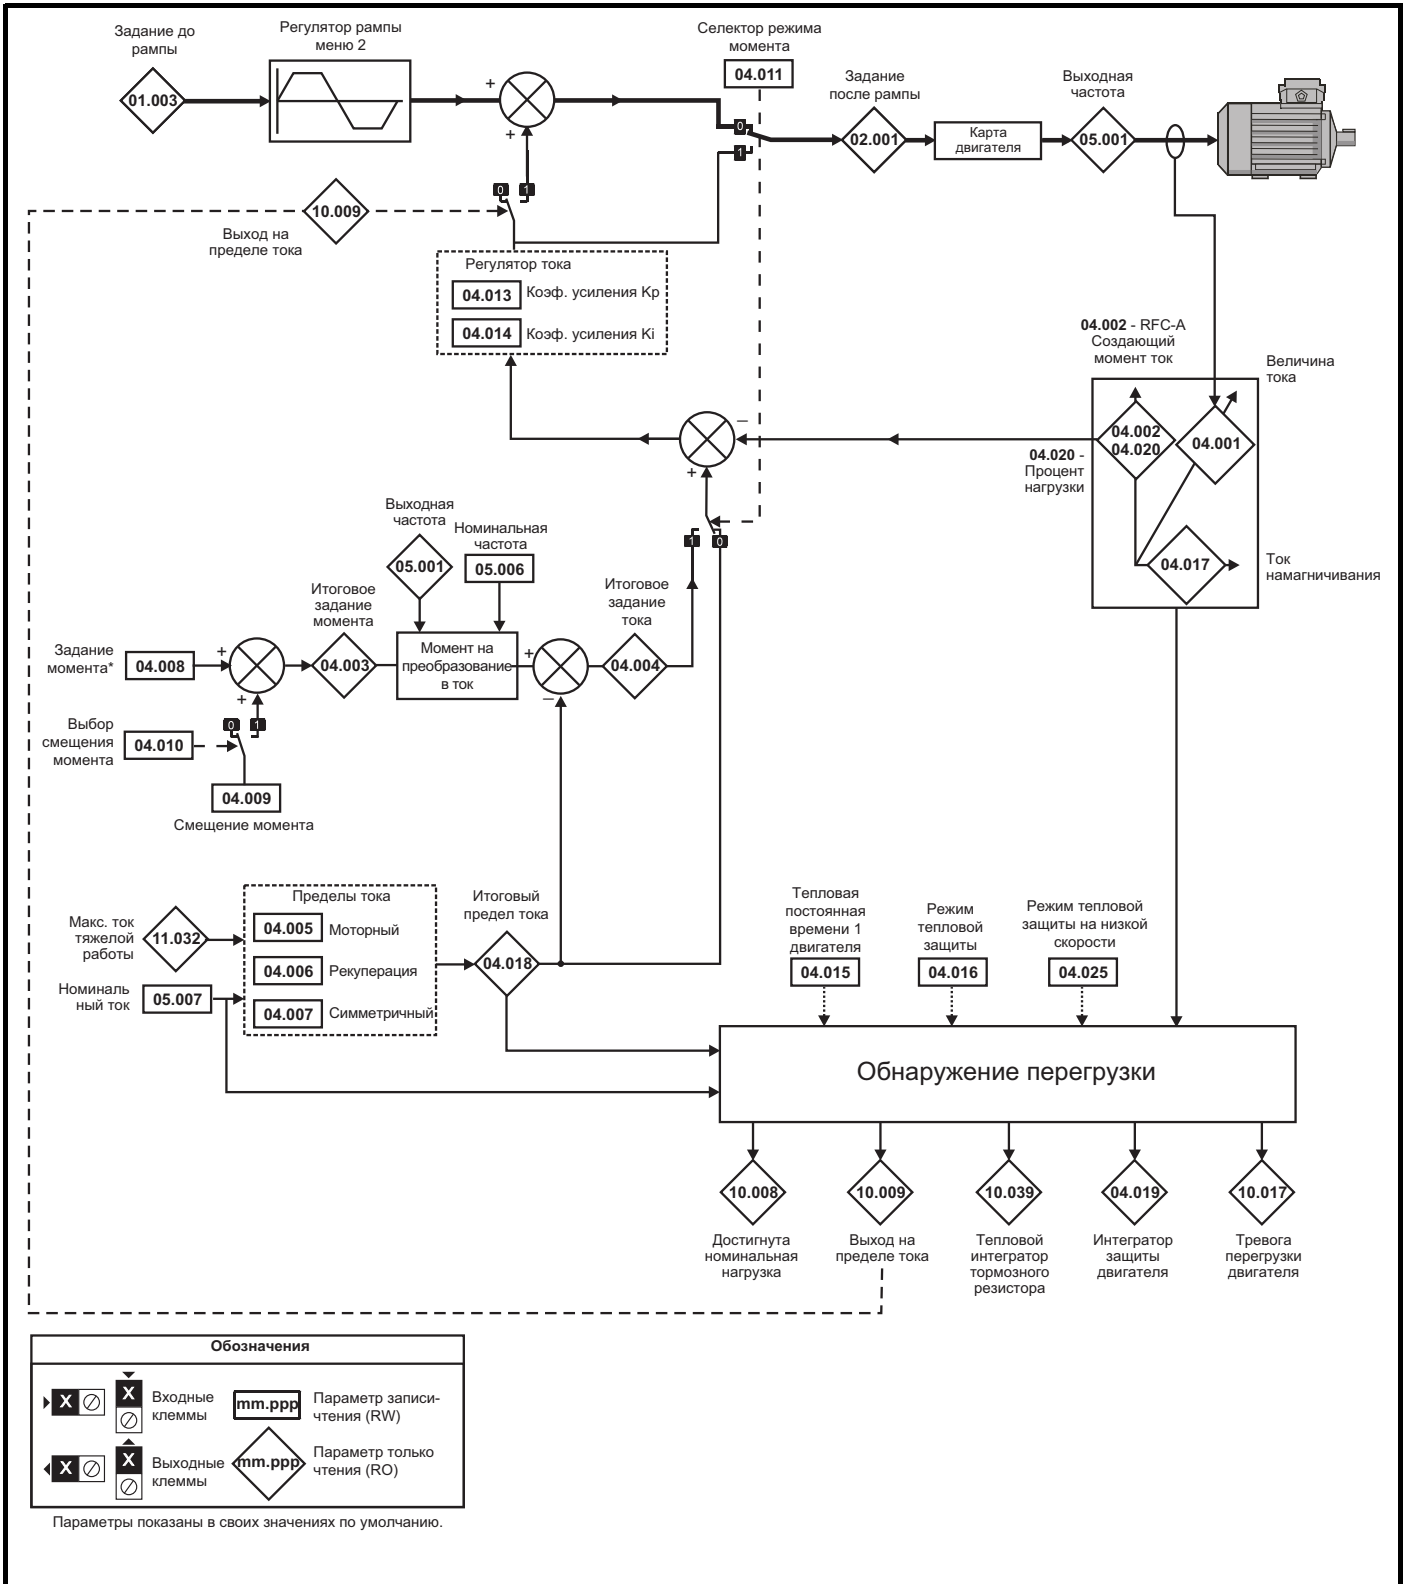 Задание до
рампы
01.003
Регулятор рампы
меню 2
+
+
Селектор режима
момента
04.011
0
1
Задание
после рампы
02.001
Карта
двигателя
Выходная
частота
05.001
0
1
10.009
Выход на
пределе тока
Регулятор тока
04.013
Коэф. усиления Kp
04.014
Коэф. усиления Ki
04.002 - RFC-A
Создающий
момент ток
Величина
тока
04.002
04.020
04.001
04.020 -
Процент
нагрузки
04.017
Ток
намагничивания
–
+
1
0
Выходная
частота
05.001
Номинальная
частота
05.006
Итоговое
задание
момента
04.003
Момент на
преобразование
в ток
Итоговое
задание
тока
04.004
+
–
Задание
момента*
04.008
+
+
0
1
Выбор
смещения
момента
04.010
04.009
Смещение момента
Макс. ток
тяжелой
работы
11.032
Номиналь
ный ток
05.007
Пределы тока
04.005
Моторный
04.006
Рекуперация
04.007
Симметричный
Итоговый
предел тока
04.018
Тепловая
постоянная
времени 1
двигателя
04.015
Режим
тепловой
защиты
04.016
Режим тепловой
защиты на низкой
скорости
04.025
Обнаружение перегрузки
10.008
Достигнута
номинальная
нагрузка
10.009
Выход на
пределе тока
10.039
Тепловой
интегратор
тормозного
резистора
04.019
Интегратор
защиты
двигателя
10.017
Тревога
перегрузки
двигателя
Обозначения
X
X
Входные
клеммы
mm.ppp
Параметр записи-
чтения (RW)
X
X
Выходные
клеммы
mm.ppp
Параметр только
чтения (RO)
Параметры показаны в своих значениях по умолчанию.